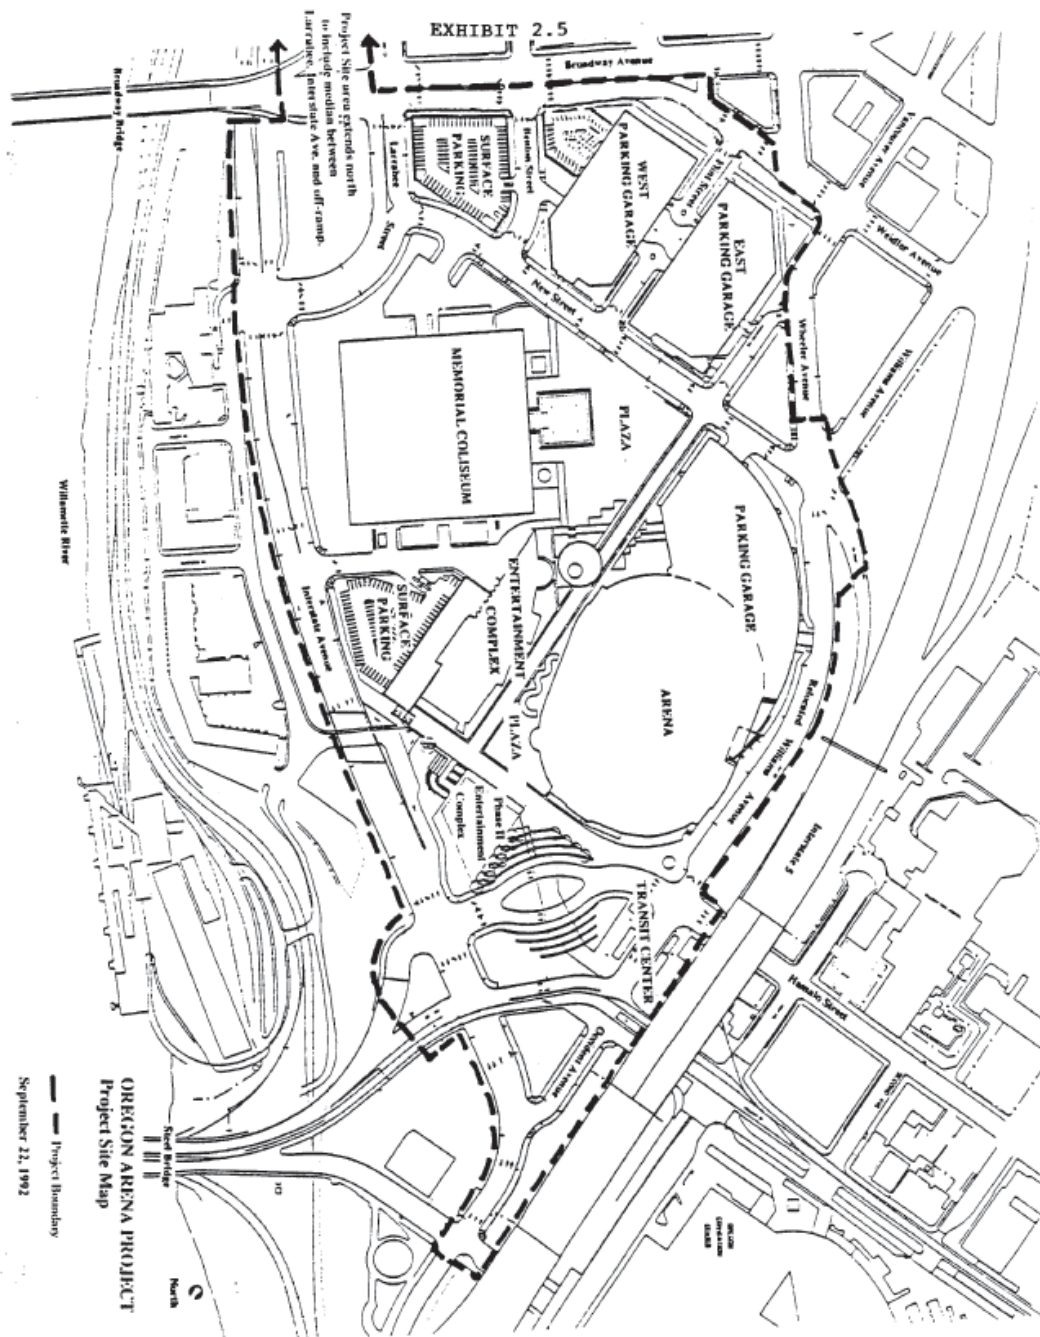 EXHIBIT 2.5
Project Site area extends north
to include median between
Larrabee, Interstate Ave. and off-ramp.
Broadway Bridge
Broadway Avenue
Larrabee
Street
SURFACE
PARKING
Benton Street
WEST
PARKING GARAGE
Flint Street
EAST
PARKING GARAGE
Vancouver Avenue
Weidler Avenue
Wheeler Avenue
Williams Avenue
New Street
MEMORIAL COLISEUM
PLAZA
PARKING GARAGE
Willamette River
Interstate Avenue
SURFACE
PARKING
ENTERTAINMENT
COMPLEX
PLAZA
ARENA
Relocated Williams Avenue
Interstate 5
Phase II
Entertainment
Complex
TRANSIT CENTER
Occident Avenue
Steel Bridge
OREGON ARENA PROJECT
Project Site Map
Project Boundary
September 22, 1992
North